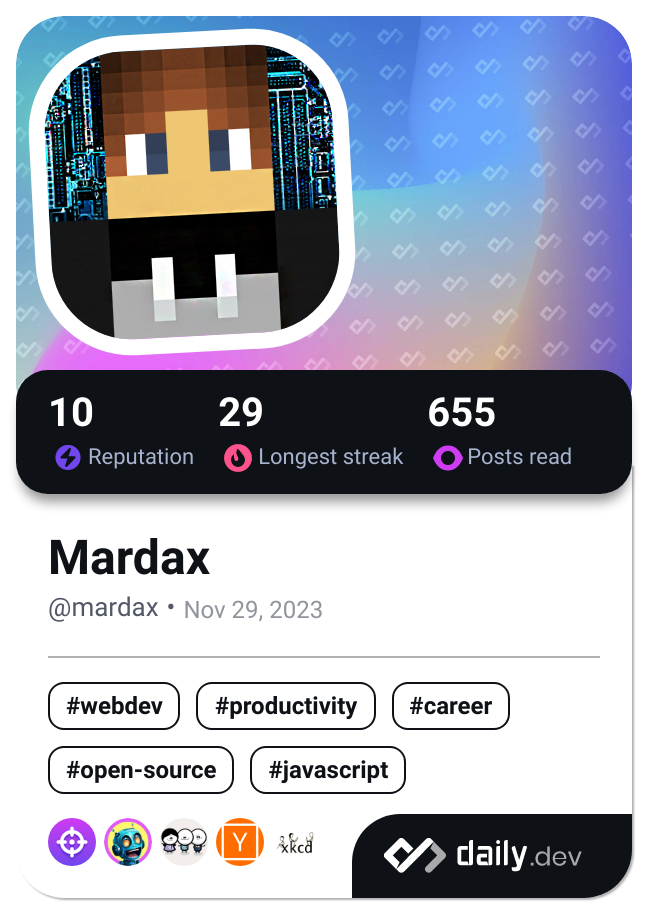 10 29 655
Reputation Longest streak Posts read
Mardax
@mardax • Nov 29, 2023
#webdev #productivity #career
#open-source #javascript
Y xkcd
daily.dev